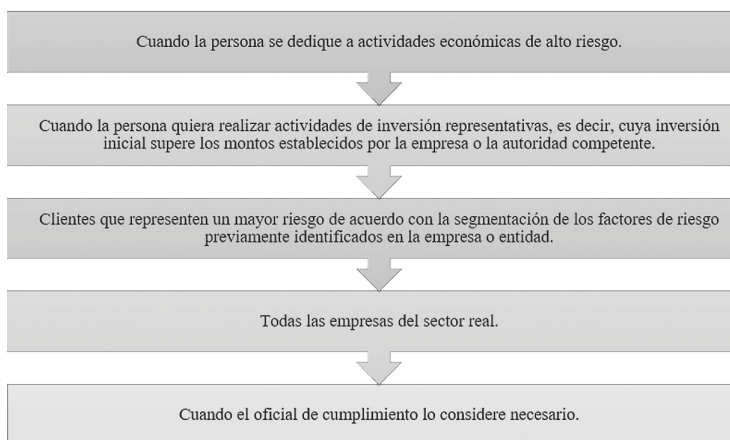 Cuando la persona se dedique a actividades económicas de alto riesgo.
Cuando la persona quiera realizar actividades de inversión representativas, es decir, cuya inversión
inicial supere los montos establecidos por la empresa o la autoridad competente.
Clientes que representen un mayor riesgo de acuerdo con la segmentación de los factores de riesgo
previamente identificados en la empresa o entidad.
Todas las empresas del sector real.
Cuando el oficial de cumplimiento lo considere necesario.